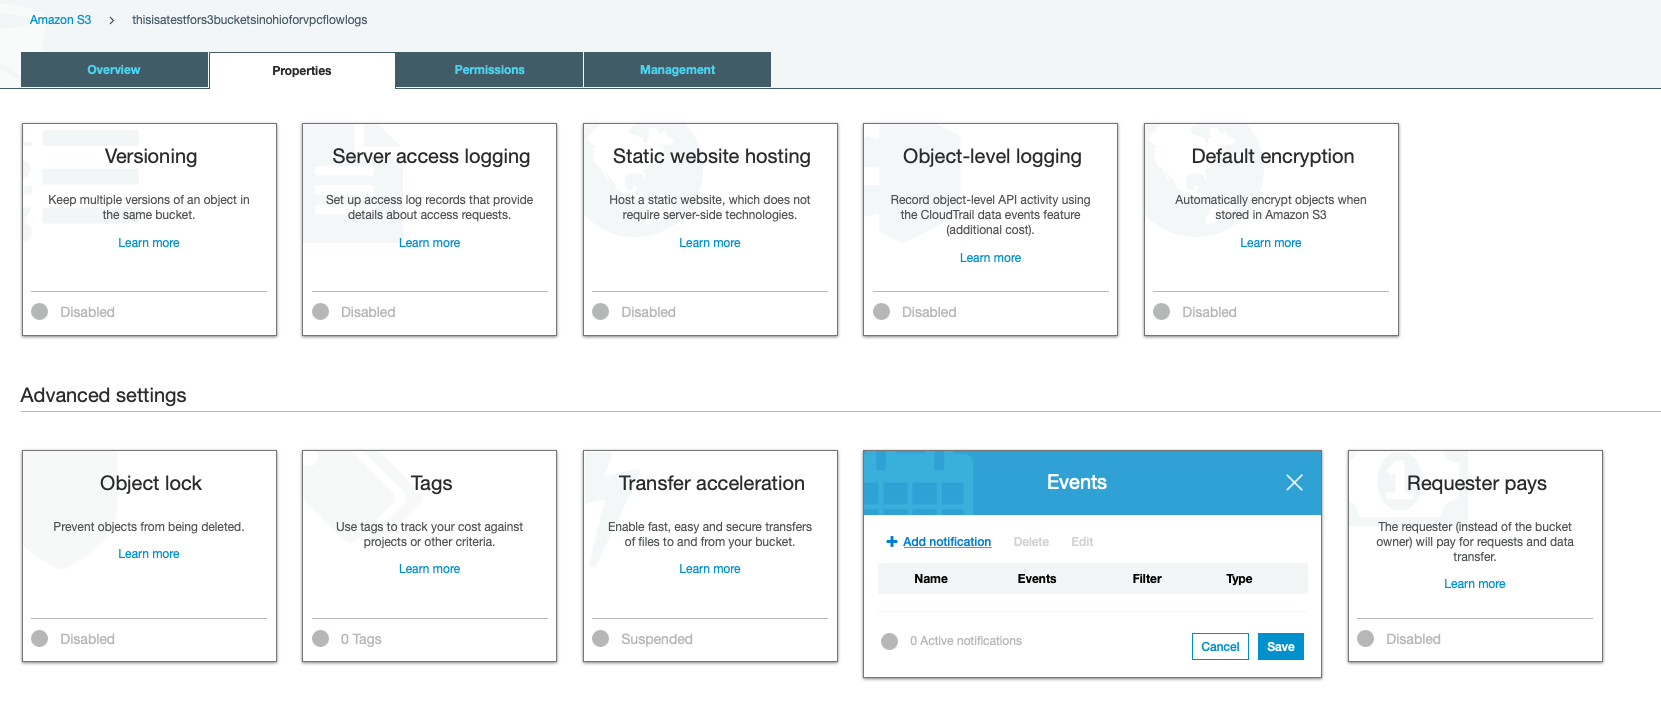 Amazon S3 > thisisatestfors3bucketsinohioforvpcflowlogs
Overview
Properties
Permissions
Management
Versioning
Keep multiple versions of an object in
the same bucket.
Learn more
Disabled
Server access logging
Set up access log records that provide
details about access requests.
Learn more
Disabled
Static website hosting
Host a static website, which does not
require server-side technologies.
Learn more
Disabled
Object-level logging
Record object-level API activity using
the CloudTrail data events feature
(additional cost).
Learn more
Disabled
Default encryption
Automatically encrypt objects when
stored in Amazon S3
Learn more
Disabled
Advanced settings
Object lock
Prevent objects from being deleted.
Learn more
Disabled
Tags
Use tags to track your cost against
projects or other criteria.
Learn more
0 Tags
Transfer acceleration
Enable fast, easy and secure transfers
of files to and from your bucket.
Learn more
Suspended
Events
+ Add notification Delete Edit
Name Events Filter Type
0 Active notifications
Cancel Save
Requester pays
The requester (instead of the bucket
owner) will pay for requests and data
transfer.
Learn more
Disabled